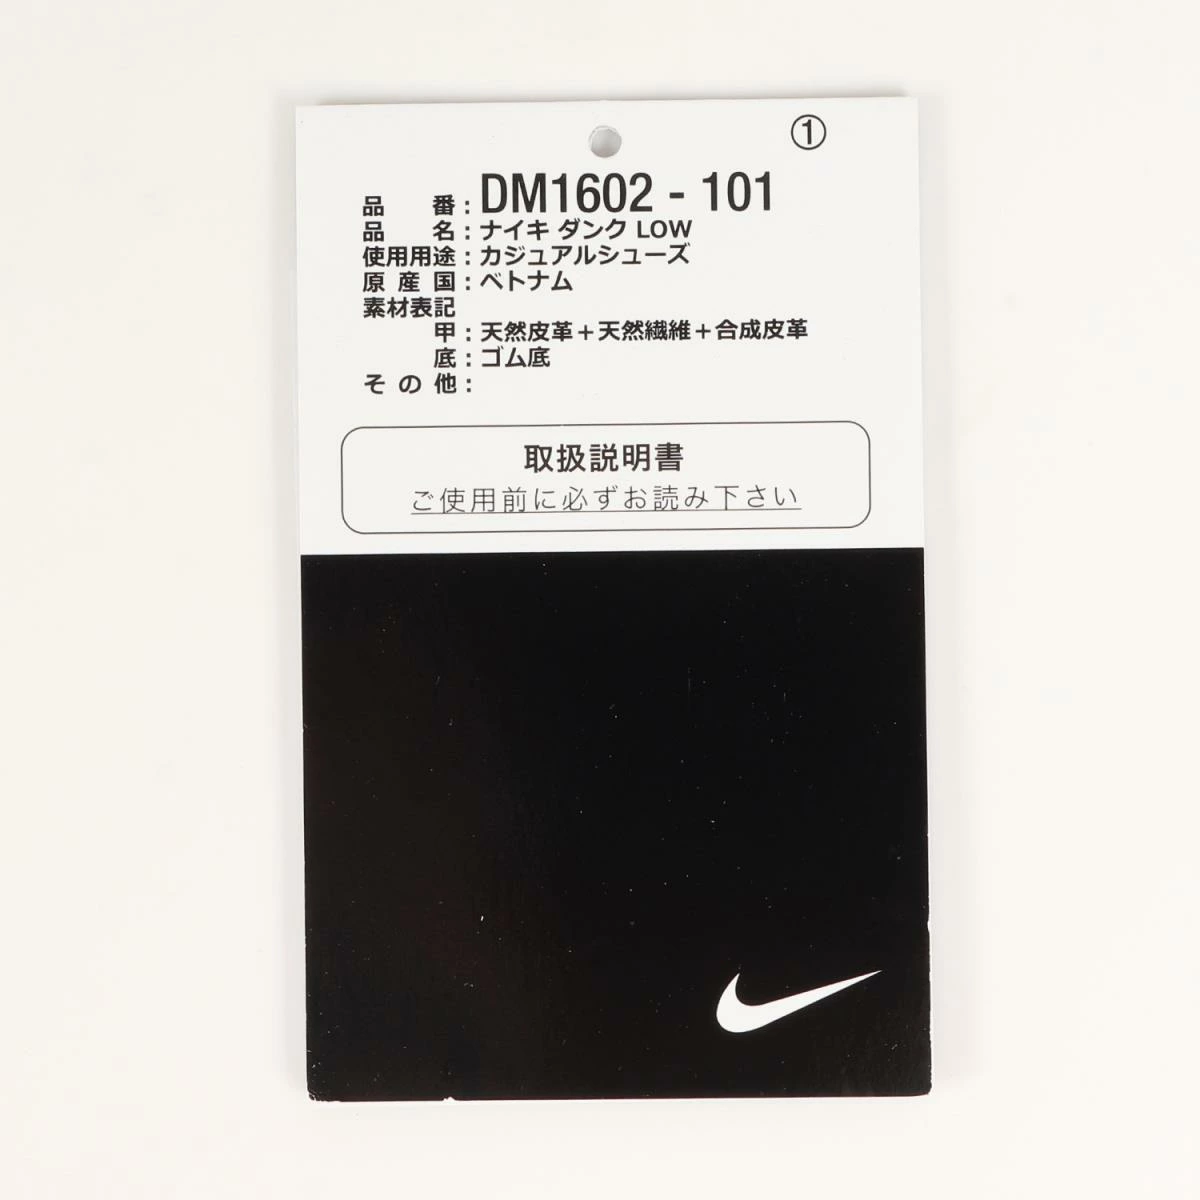 ①
品番：DM1602 - 101
品名：ナイキ ダンク LOW
使用用途：カジュアルシューズ
原産国：ベトナム
素材表記
甲：天然皮革＋天然繊維＋合成皮革
底：ゴム底
その他：
取扱説明書
ご使用前に必ずお読み下さい